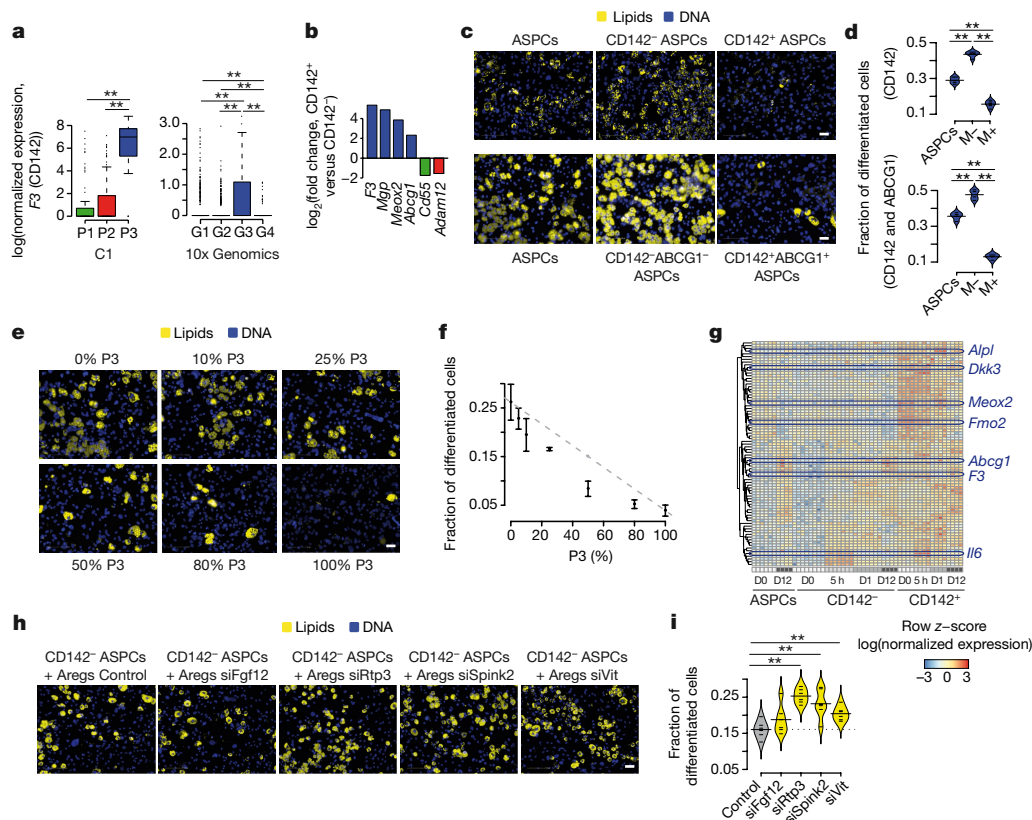 a
log(normalized expression,
F3 (CD142))
8
6
4
2
0
P1 P2 P3
C1
**
**
3.0
2.0
1.0
0
G1 G2 G3 G4
10x Genomics
**
**
**
** **
b
log2(fold change, CD142+
versus CD142−)
4
2
0
−2
F3
Mgp
Meox2
Abcg1
Cd55
Adam12
c
Lipids DNA
ASPCs CD142− ASPCs CD142+ ASPCs
ASPCs CD142−ABCG1− CD142+ABCG1+
ASPCs ASPCs
d
Fraction of differentiated cells
(CD142)
(CD142 and ABCG1)
0.5
0.3
0.1
**
** **
ASPCs M− M+
0.5
0.3
0.1
**
** **
ASPCs M− M+
e
Lipids DNA
0% P3 10% P3 25% P3
50% P3 80% P3 100% P3
f
Fraction of differentiated cells
0.25
0.15
0.05
0 20 40 60 80 100
P3 (%)
g
Alpl
Dkk3
Meox2
Fmo2
Abcg1
F3
Il6
D0 D12 D0 5 h D1 D12 D0 5 h D1 D12
ASPCs CD142− CD142+
Row z−score
log(normalized expression)
−3 0 3
h
Lipids DNA
CD142− ASPCs CD142− ASPCs CD142− ASPCs CD142− ASPCs CD142− ASPCs
+ Aregs Control + Aregs siFgf12 + Aregs siRtp3 + Aregs siSpink2 + Aregs siVit
i
Fraction of
differentiated cells
0.25
0.15
0.05
**
**
**
Control
siFgf12
siRtp3
siSpink2
siVit